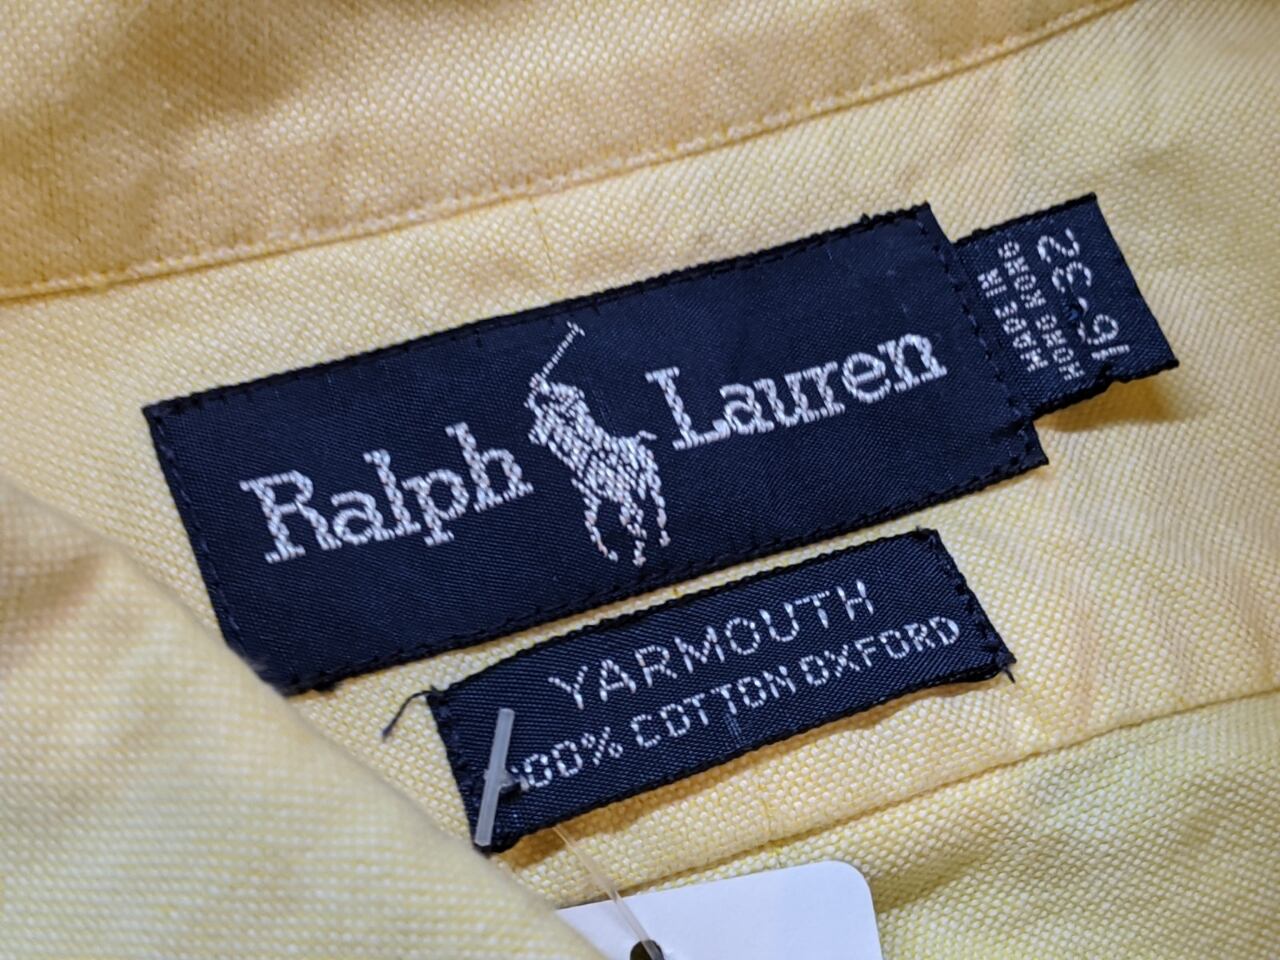 Ralph Lauren
MADE IN
HONG KONG
16-32
YARMOUTH
100% COTTON OXFORD